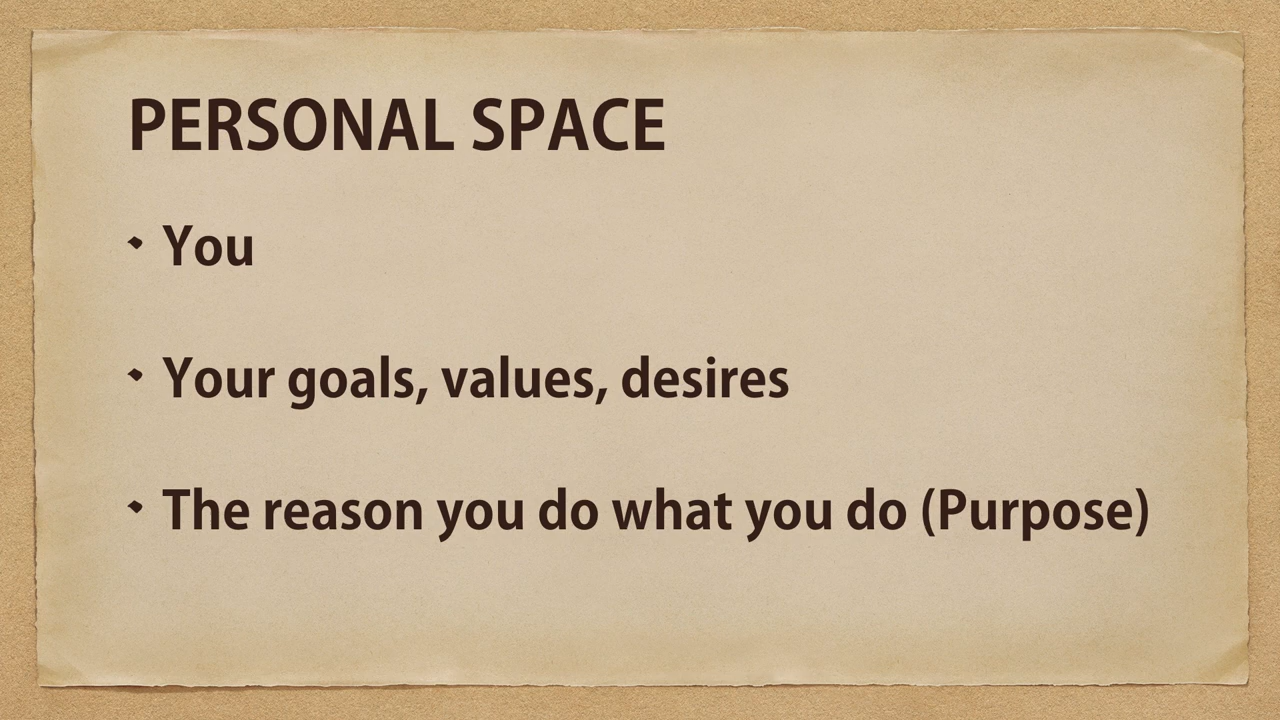 PERSONAL SPACE
You
Your goals, values, desires
The reason you do what you do (Purpose)